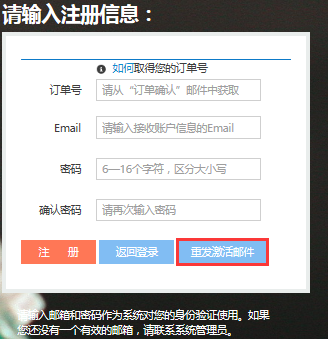 请输入注册信息：
如何取得您的订单号
订单号 请从“订单确认”邮件中获取
Email 请输入接收账户信息的Email
密码 6—16个字符，区分大小写
确认密码 请再次输入密码
注 册 返回登录 重发激活邮件
请输入邮箱和密码作为系统对您的身份验证使用。如果
您还没有一个有效的邮箱，请联系系统管理员。